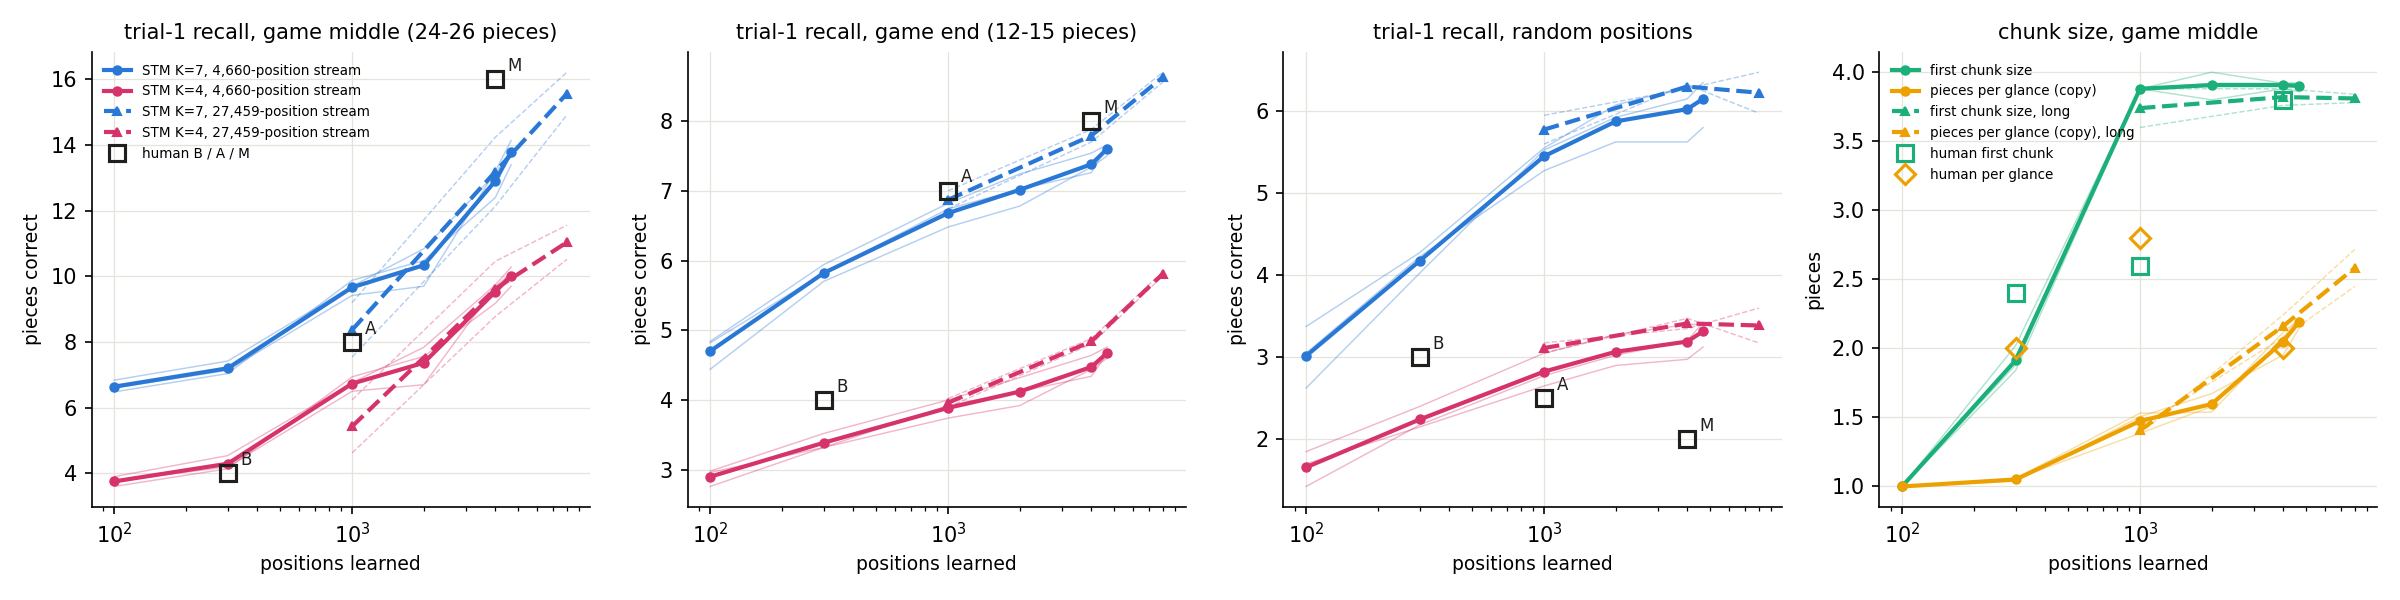 trial-1 recall, game middle (24-26 pieces)
STM K=7, 4,660-position stream
STM K=4, 4,660-position stream
STM K=7, 27,459-position stream
STM K=4, 27,459-position stream
human B / A / M
M
A
B
16
14
12
10
8
6
4
pieces correct
10²
10³
positions learned
trial-1 recall, game end (12-15 pieces)
M
A
B
8
7
6
5
4
3
pieces correct
10²
10³
positions learned
trial-1 recall, random positions
B
A
M
6
5
4
3
2
pieces correct
10²
10³
positions learned
chunk size, game middle
first chunk size
pieces per glance (copy)
first chunk size, long
pieces per glance (copy), long
human first chunk
human per glance
4.0
3.5
3.0
2.5
2.0
1.5
1.0
pieces
10²
10³
positions learned